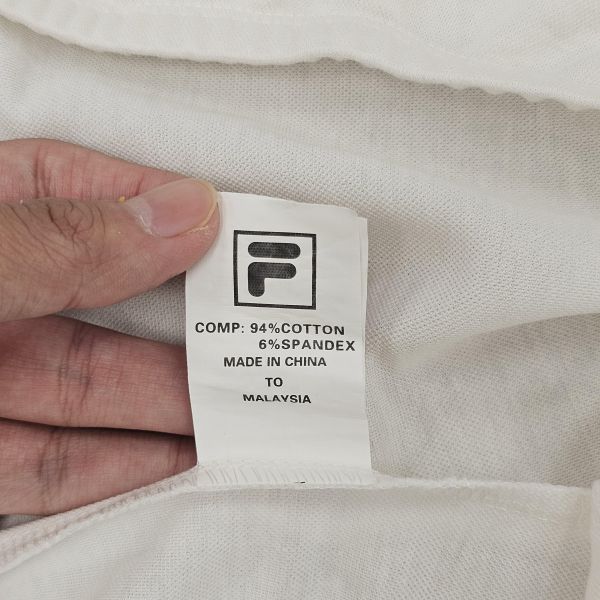 F
COMP: 94%COTTON
6%SPANDEX
MADE IN CHINA
TO
MALAYSIA